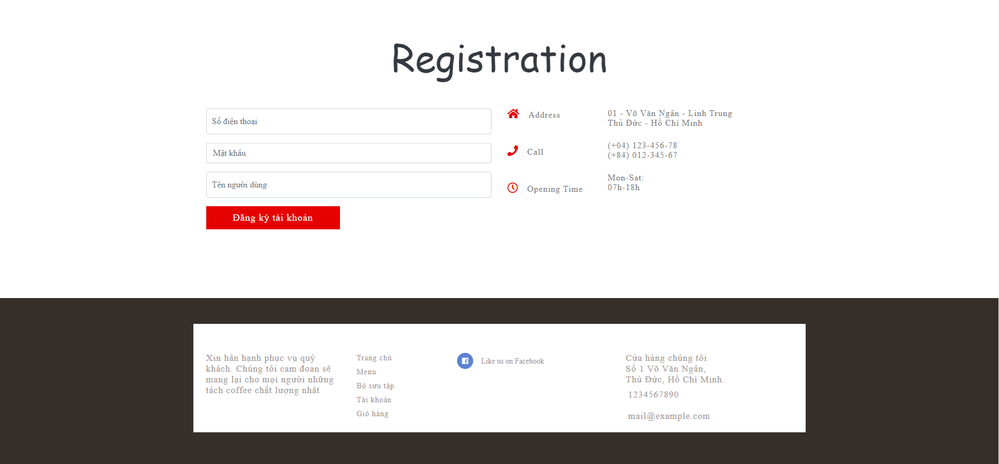 Registration
Số điện thoại
Mật khẩu
Tên người dùng
Đăng ký tài khoản
Address
01 - Võ Văn Ngân - Linh Trung
Thủ Đức - Hồ Chí Minh
Call
(+04) 123-456-78
(+84) 012-345-67
Opening Time
Mon-Sat:
07h-18h
Xin hân hạnh phục vụ quý
khách. Chúng tôi cam đoan sẽ
mang lại cho mọi người những
tách coffee chất lượng nhât
Trang chủ
Menu
Bộ sưu tập
Tài khoản
Giỏ hàng
Like us on Facebook
Cửa hàng chúng tôi
Số 1 Võ Văn Ngân,
Thủ Đức, Hồ Chí Minh.
1234567890
mail@example.com